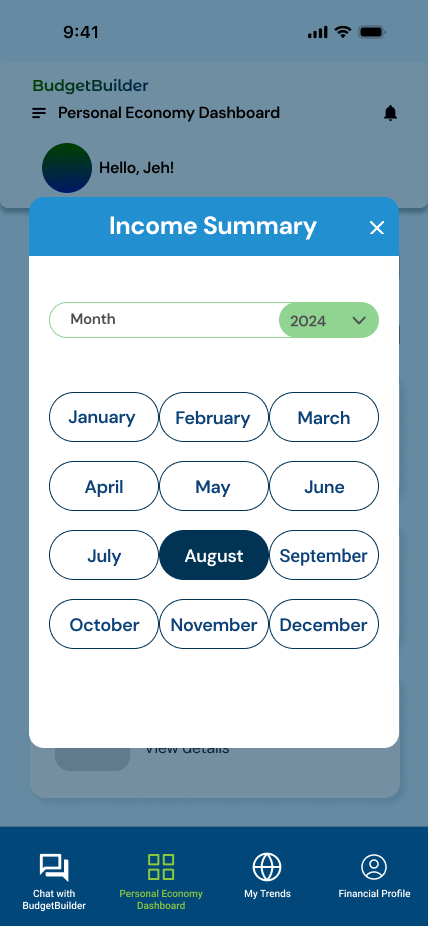 9:41
BudgetBuilder
Personal Economy Dashboard
Hello, Jeh!
Income Summary
Month 2024
January February March
April May June
July August September
October November December
View details
Chat with BudgetBuilder
Personal Economy Dashboard
My Trends
Financial Profile